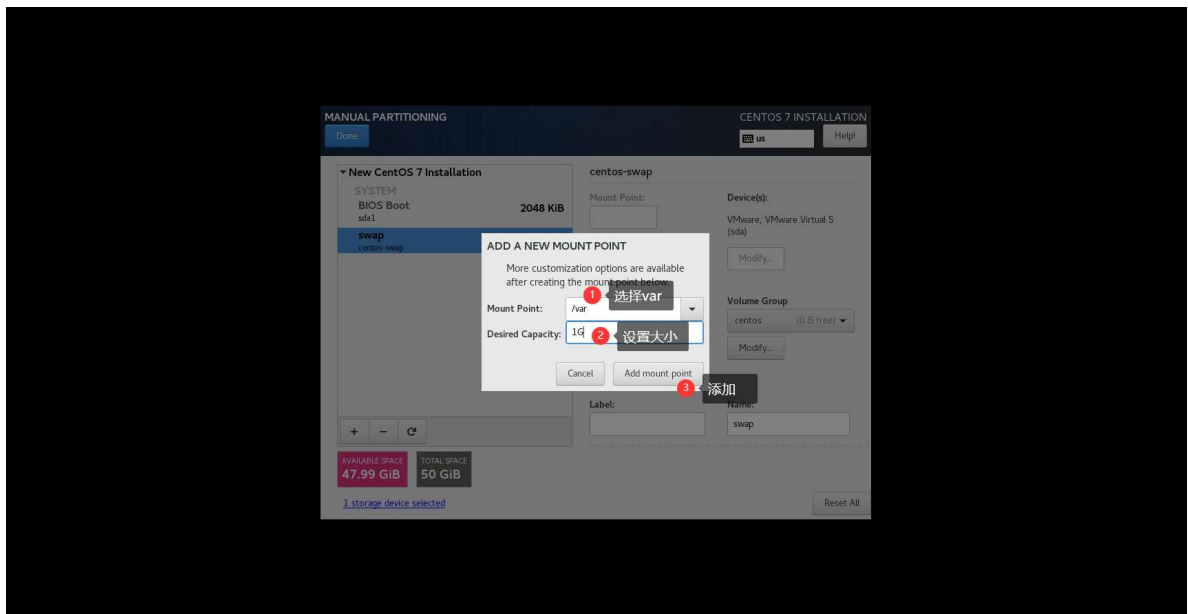 MANUAL PARTITIONING
CENTOS 7 INSTALLATION
Done
us
Help!
New CentOS 7 Installation
centos-swap
SYSTEM
BIOS Boot
2048 KiB
sda1
swap
centos-swap
Mount Point:
Device(s):
VMware, VMware Virtual S
(sda)
Modify...
ADD A NEW MOUNT POINT
More customization options are available
after creating the mount point below.
1 选择var
Mount Point: /var
Desired Capacity: 1G
2 设置大小
Cancel
Add mount point
3 添加
Volume Group
centos (0 B free)
Modify...
Label:
Name:
swap
+ −
AVAILABLE SPACE
47.99 GiB
TOTAL SPACE
50 GiB
1 storage device selected
Reset All